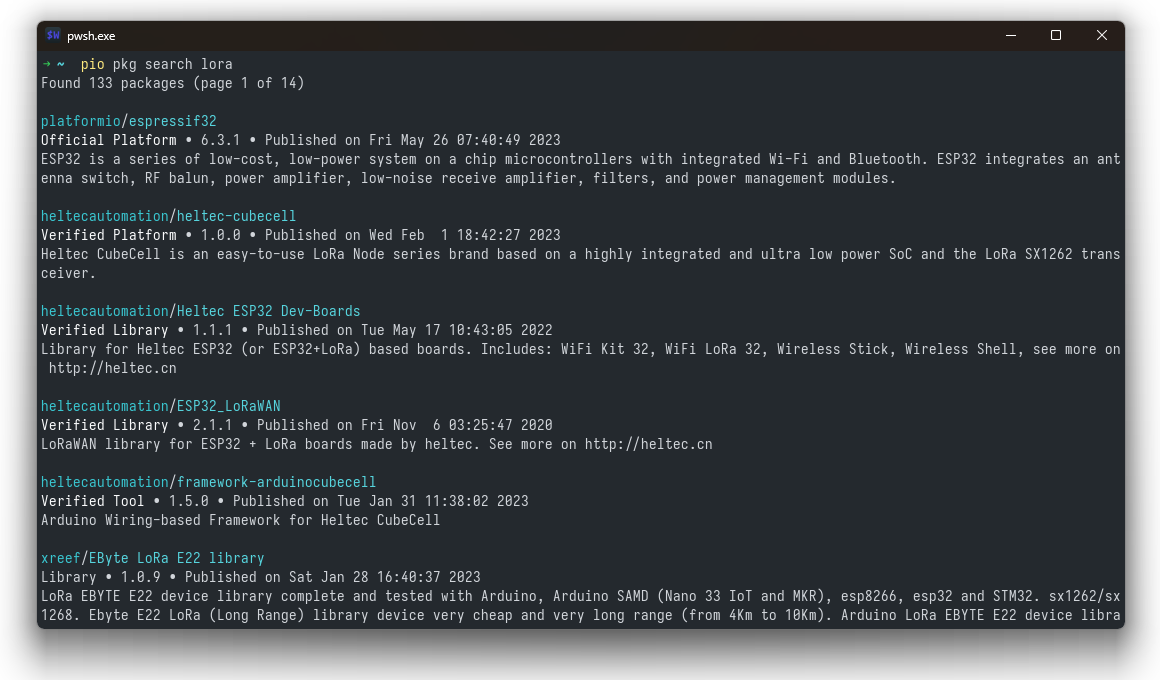 $W pwsh.exe
→ ~ pio pkg search lora
Found 133 packages (page 1 of 14)
platformio/espressif32
Official Platform • 6.3.1 • Published on Fri May 26 07:40:49 2023
ESP32 is a series of low-cost, low-power system on a chip microcontrollers with integrated Wi-Fi and Bluetooth. ESP32 integrates an ant
enna switch, RF balun, power amplifier, low-noise receive amplifier, filters, and power management modules.
heltecautomation/heltec-cubecell
Verified Platform • 1.0.0 • Published on Wed Feb  1 18:42:27 2023
Heltec CubeCell is an easy-to-use LoRa Node series brand based on a highly integrated and ultra low power SoC and the LoRa SX1262 trans
ceiver.
heltecautomation/Heltec ESP32 Dev-Boards
Verified Library • 1.1.1 • Published on Tue May 17 10:43:05 2022
Library for Heltec ESP32 (or ESP32+LoRa) based boards. Includes: WiFi Kit 32, WiFi LoRa 32, Wireless Stick, Wireless Shell, see more on
 http://heltec.cn
heltecautomation/ESP32_LoRaWAN
Verified Library • 2.1.1 • Published on Fri Nov  6 03:25:47 2020
LoRaWAN library for ESP32 + LoRa boards made by heltec. See more on http://heltec.cn
heltecautomation/framework-arduinocubecell
Verified Tool • 1.5.0 • Published on Tue Jan 31 11:38:02 2023
Arduino Wiring-based Framework for Heltec CubeCell
xreef/EByte LoRa E22 library
Library • 1.0.9 • Published on Sat Jan 28 16:40:37 2023
LoRa EBYTE E22 device library complete and tested with Arduino, Arduino SAMD (Nano 33 IoT and MKR), esp8266, esp32 and STM32. sx1262/sx
1268. Ebyte E22 LoRa (Long Range) library device very cheap and very long range (from 4Km to 10Km). Arduino LoRa EBYTE E22 device libra